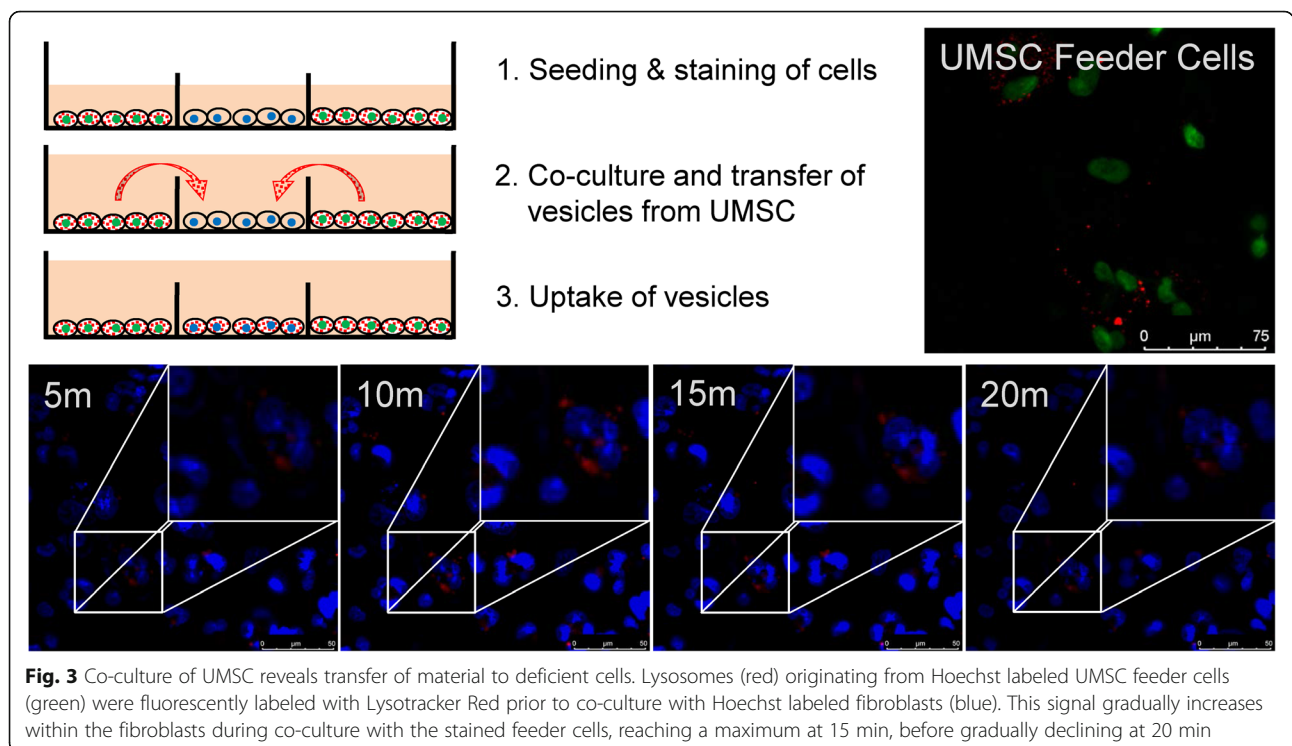 1. Seeding & staining of cells
2. Co-culture and transfer of
vesicles from UMSC
3. Uptake of vesicles
UMSC Feeder Cells
0 µm 75
5m
10m
15m
20m
0 µm 50
0 µm 50
0 µm 50
0 µm 50
Fig. 3 Co-culture of UMSC reveals transfer of material to deficient cells. Lysosomes (red) originating from Hoechst labeled UMSC feeder cells
(green) were fluorescently labeled with Lysotracker Red prior to co-culture with Hoechst labeled fibroblasts (blue). This signal gradually increases
within the fibroblasts during co-culture with the stained feeder cells, reaching a maximum at 15 min, before gradually declining at 20 min